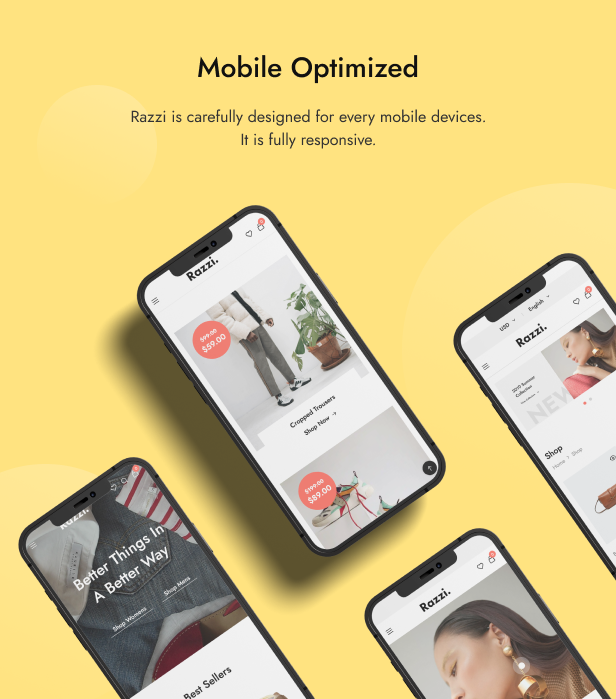 Mobile Optimized
Razzi is carefully designed for every mobile devices.
It is fully responsive.
Razzi.
$99.00
$59.00
Cropped Trousers
Shop Now →
$199.00
$89.00
USD
English
Razzi.
2020 Summer
Collection
NEW
Shop
Home > Shop
Razzi.
Better Things In
A Better Way
Shop Womens
Shop Mens
Best Sellers
Razzi.